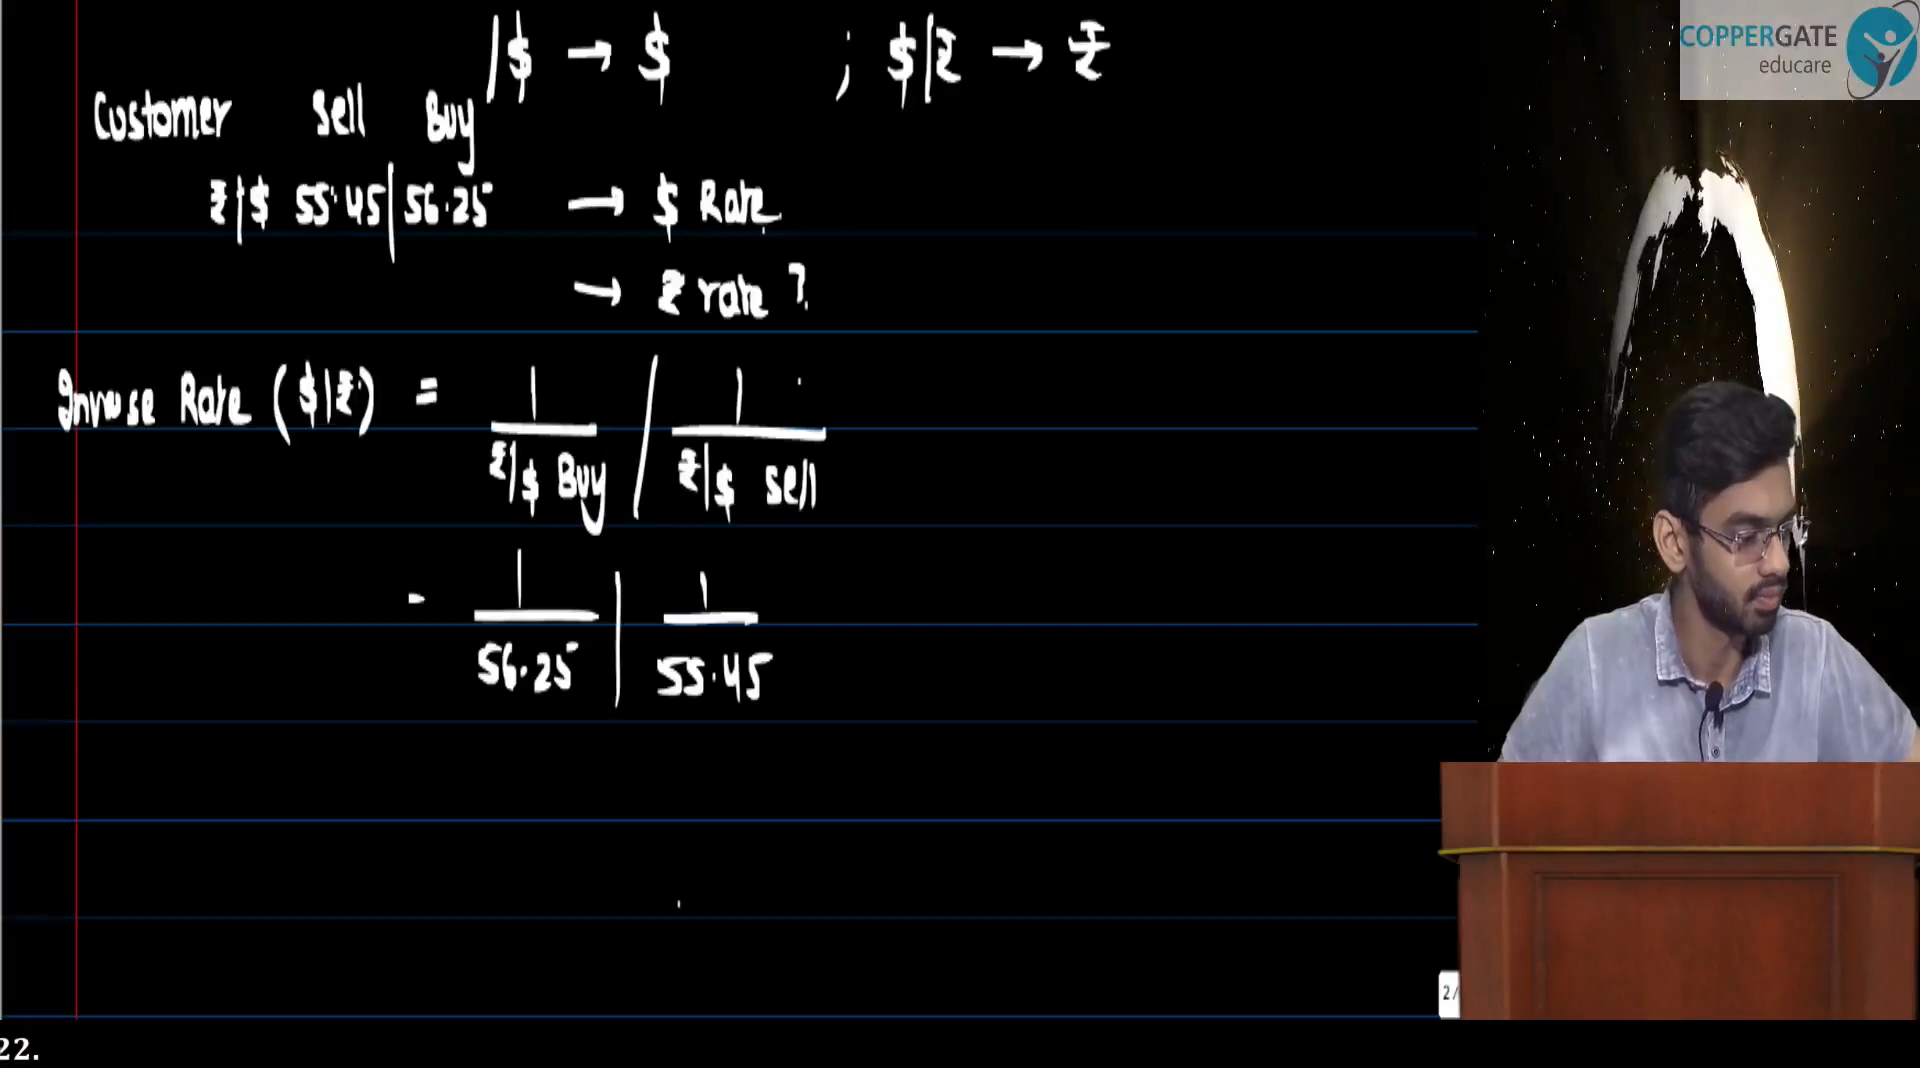 /$ → $ ; $|₹ → ₹
COPPERGATE
educare
Customer Sell Buy
₹|$ 55.45|56.25 → $ Rate
→ ₹ rate ?
Inverse Rate ($|₹) = 1 / 1
₹|$ Buy ₹|$ Sell
- 1 | 1
56.25 55.45
2/
22.